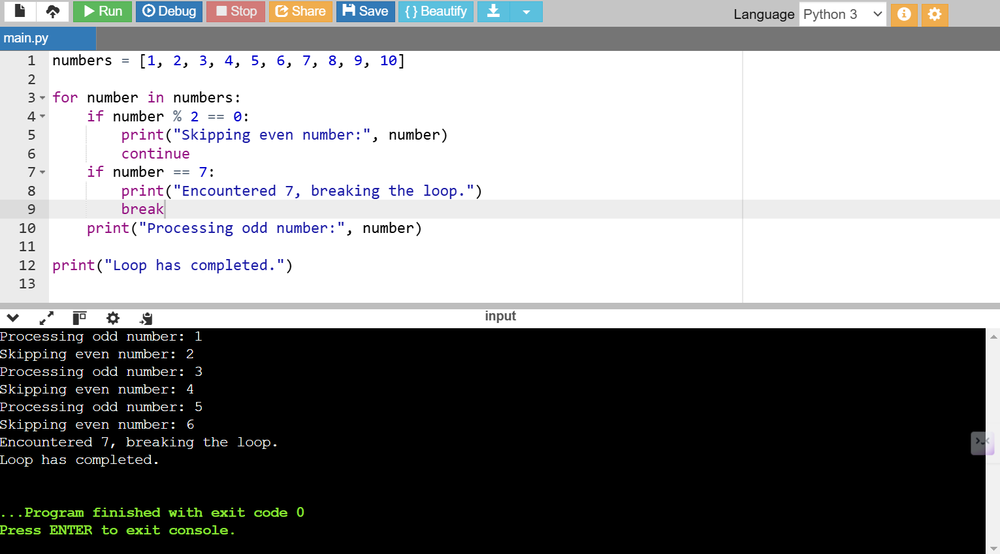 Run Debug Stop Share Save { } Beautify Language Python 3
main.py
1 numbers = [1, 2, 3, 4, 5, 6, 7, 8, 9, 10]
2
3 for number in numbers:
4     if number % 2 == 0:
5         print("Skipping even number:", number)
6         continue
7     if number == 7:
8         print("Encountered 7, breaking the loop.")
9         break
10     print("Processing odd number:", number)
11
12 print("Loop has completed.")
13
input
Processing odd number: 1
Skipping even number: 2
Processing odd number: 3
Skipping even number: 4
Processing odd number: 5
Skipping even number: 6
Encountered 7, breaking the loop.
Loop has completed.
...Program finished with exit code 0
Press ENTER to exit console.